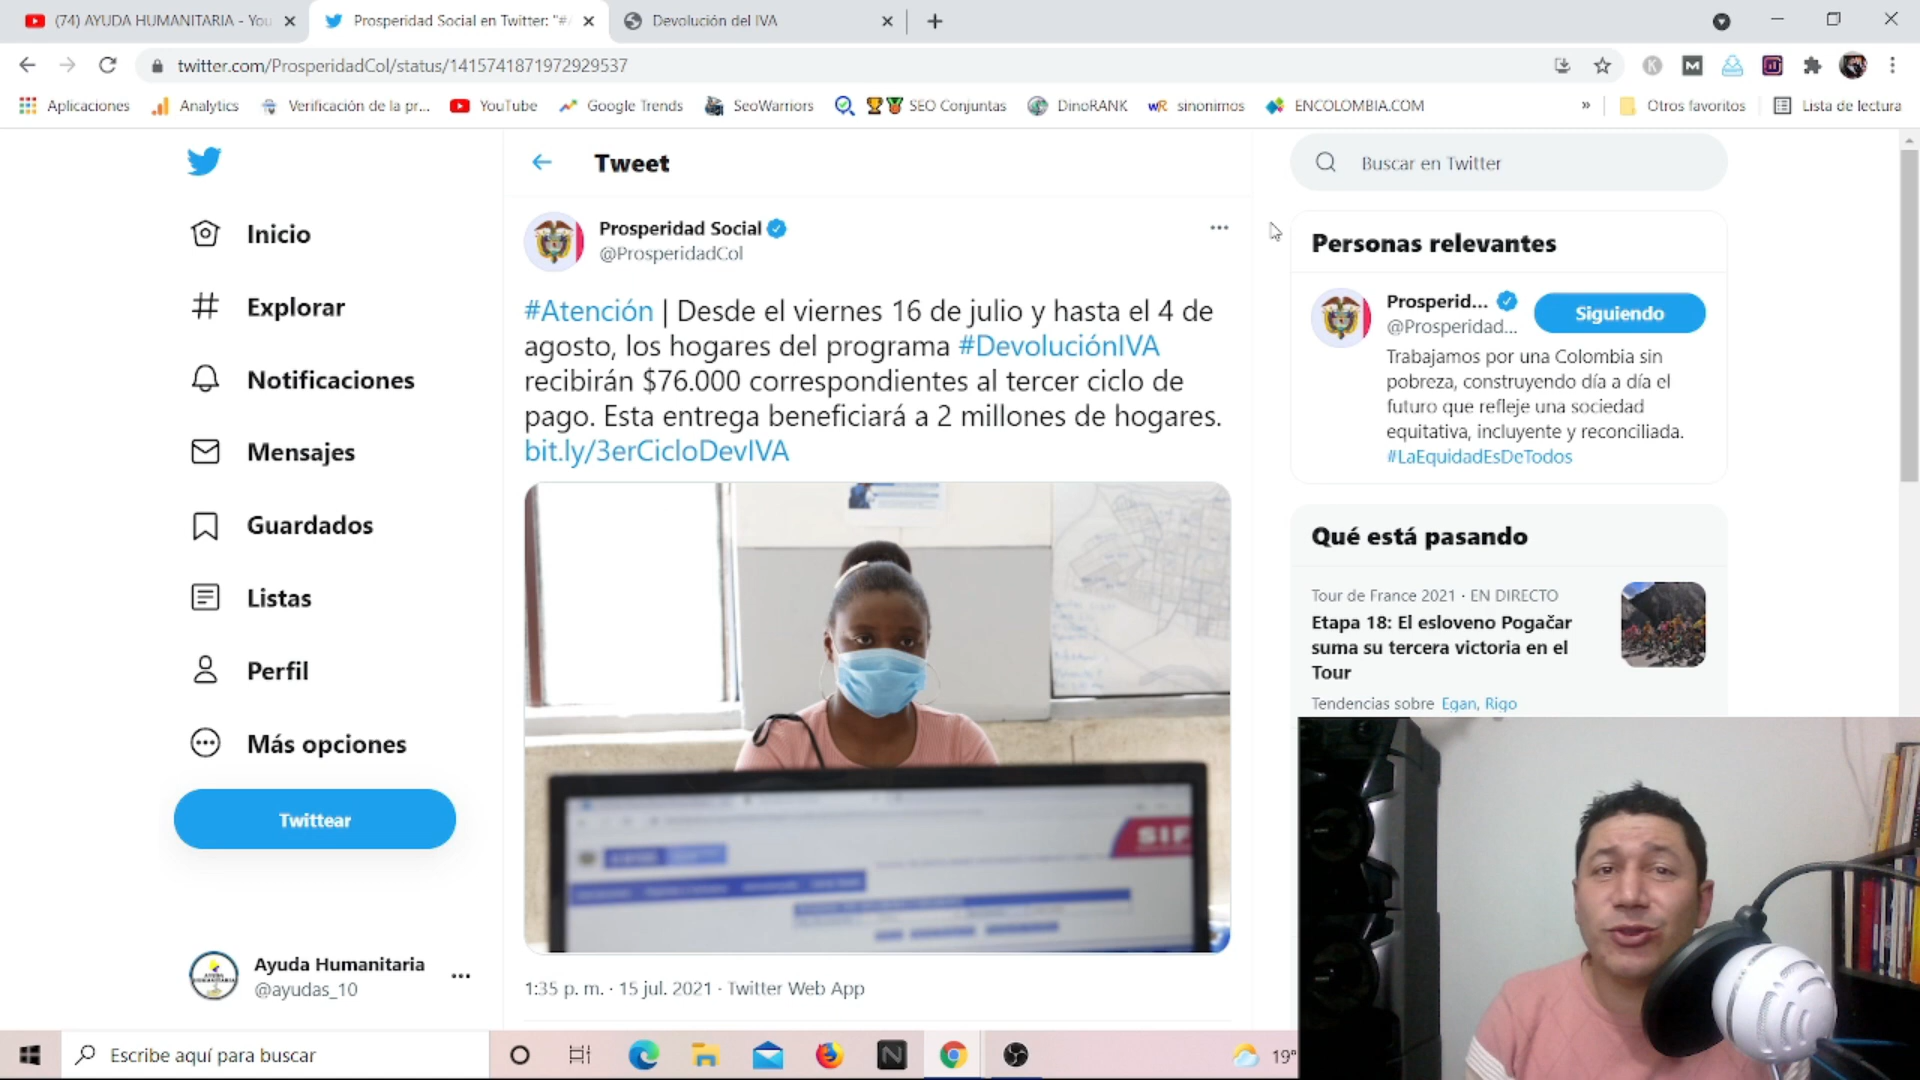 (74) AYUDA HUMANITARIA - You
Prosperidad Social en Twitter: "#A
Devolución del IVA
twitter.com/ProsperidadCol/status/1415741871972929537
Aplicaciones
Analytics
Verificación de la pr...
YouTube
Google Trends
SeoWarriors
SEO Conjuntas
DinoRANK
sinonimos
ENCOLOMBIA.COM
»
Otros favoritos
Lista de lectura
Inicio
Explorar
Notificaciones
Mensajes
Guardados
Listas
Perfil
Más opciones
Twittear
Ayuda Humanitaria
@ayudas_10
Tweet
Prosperidad Social
@ProsperidadCol
#Atención | Desde el viernes 16 de julio y hasta el 4 de
agosto, los hogares del programa #DevoluciónIVA
recibirán $76.000 correspondientes al tercer ciclo de
pago. Esta entrega beneficiará a 2 millones de hogares.
bit.ly/3erCicloDevIVA
SIF
1:35 p. m. · 15 jul. 2021 · Twitter Web App
Buscar en Twitter
Personas relevantes
Prosperid...
@Prosperidad...
Siguiendo
Trabajamos por una Colombia sin
pobreza, construyendo día a día el
futuro que refleje una sociedad
equitativa, incluyente y reconciliada.
#LaEquidadEsDeTodos
Qué está pasando
Tour de France 2021 · EN DIRECTO
Etapa 18: El esloveno Pogačar
suma su tercera victoria en el
Tour
Tendencias sobre Egan, Rigo
Escribe aquí para buscar
19°